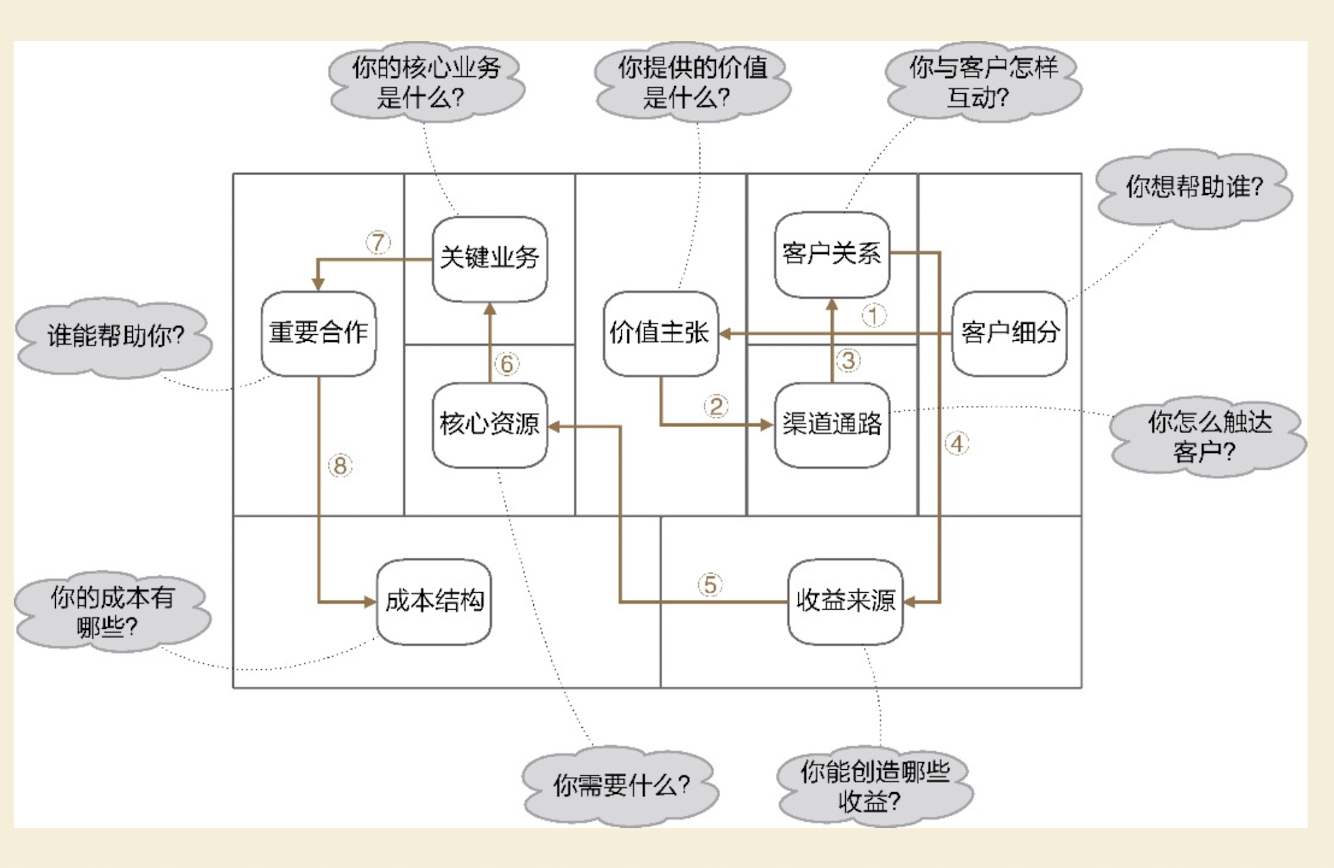 你的核心业务
是什么?
你提供的价值
是什么?
你与客户怎样
互动?
你想帮助谁?
⑦
关键业务
客户关系
谁能帮助你?
重要合作
价值主张
①
客户细分
⑥
③
核心资源
②
渠道通路
你怎么触达
客户?
④
⑧
你的成本有
哪些?
成本结构
⑤
收益来源
你需要什么?
你能创造哪些
收益?